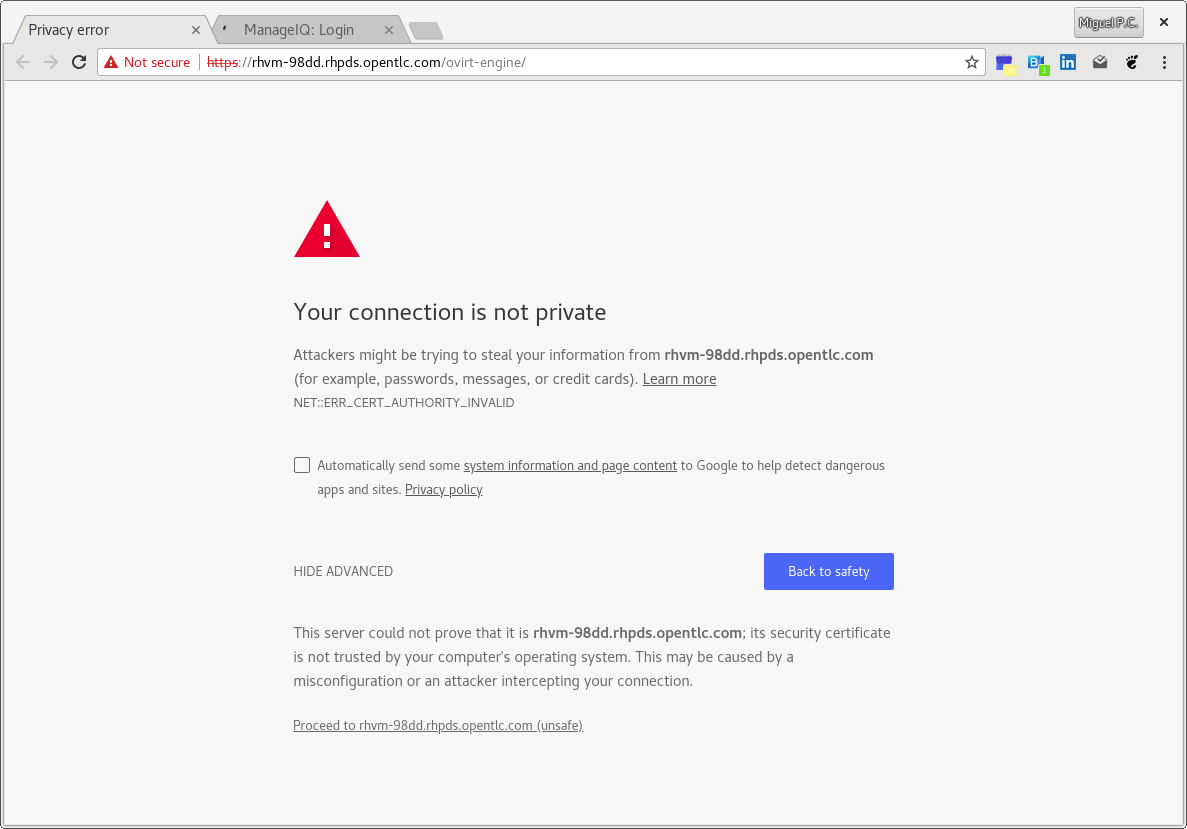 Privacy error
ManageIQ: Login
Miguel P.C.
Not secure
https://rhvm-98dd.rhpds.opentlc.com/ovirt-engine/
Your connection is not private
Attackers might be trying to steal your information from rhvm-98dd.rhpds.opentlc.com
(for example, passwords, messages, or credit cards). Learn more
NET::ERR_CERT_AUTHORITY_INVALID
Automatically send some system information and page content to Google to help detect dangerous
apps and sites. Privacy policy
HIDE ADVANCED
Back to safety
This server could not prove that it is rhvm-98dd.rhpds.opentlc.com; its security certificate
is not trusted by your computer's operating system. This may be caused by a
misconfiguration or an attacker intercepting your connection.
Proceed to rhvm-98dd.rhpds.opentlc.com (unsafe)